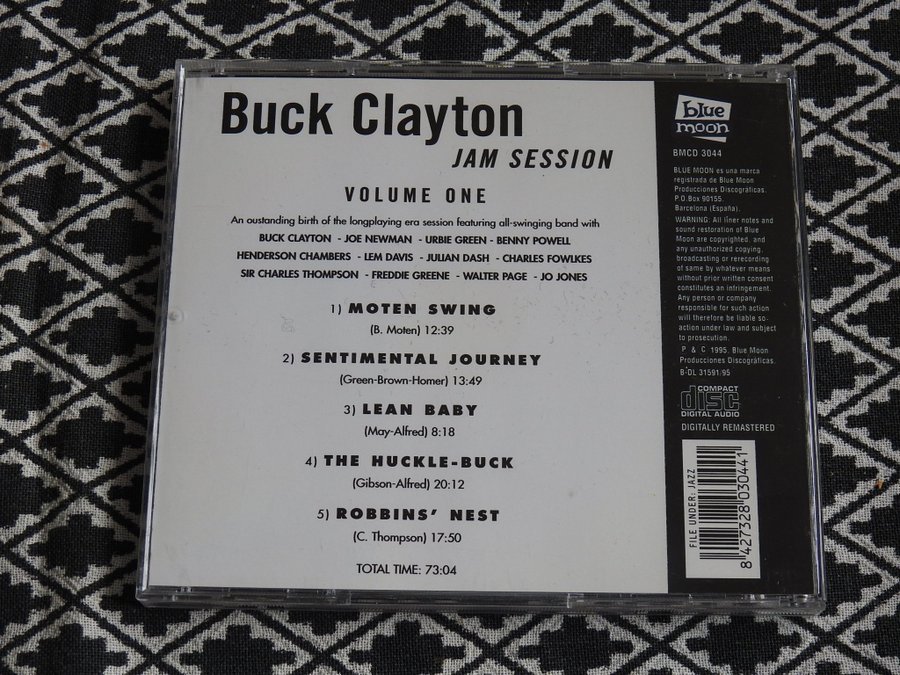 Buck Clayton
JAM SESSION
VOLUME ONE
An oustanding birth of the longplaying era session featuring all-swinging band with
BUCK CLAYTON - JOE NEWMAN - URBIE GREEN - BENNY POWELL
HENDERSON CHAMBERS - LEM DAVIS - JULIAN DASH - CHARLES FOWLKES
SIR CHARLES THOMPSON - FREDDIE GREENE - WALTER PAGE - JO JONES
1) MOTEN SWING
(B. Moten) 12:39
2) SENTIMENTAL JOURNEY
(Green-Brown-Homer) 13:49
3) LEAN BABY
(May-Alfred) 8:18
4) THE HUCKLE-BUCK
(Gibson-Alfred) 20:12
5) ROBBINS' NEST
(C. Thompson) 17:50
TOTAL TIME: 73:04
blue
moon
BMCD 3044
BLUE MOON es una marca
registrada de Blue Moon
Producciones Discográficas.
P.O.Box 90155.
Barcelona (España).
WARNING: All liner notes and
sound restoration of Blue
Moon are copyrighted, and
any unauthorized copying,
broadcasting or rerecording
of same by whatever means
without prior written consent
constitutes an infringement.
Any person or company
responsible for such action
will therefore be liable so-
action under law and subject
to prosecution.
P & C 1995. Blue Moon
Producciones Discográficas.
B-DL 31591/95
COMPACT
disc
DIGITAL AUDIO
DIGITALLY REMASTERED
FILE UNDER: JAZZ
8 427328 030441